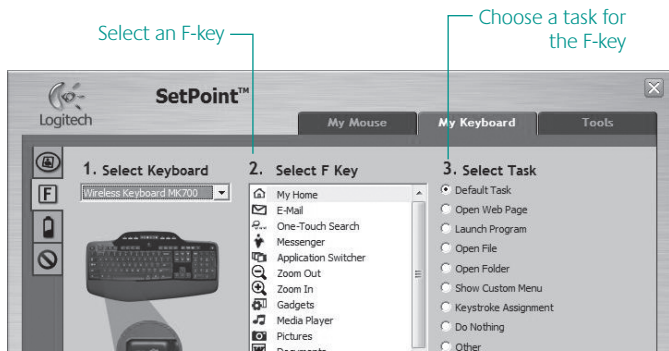 Select an F-key
Choose a task for
the F-key
Logitech
SetPoint™
My Mouse
My Keyboard
Tools
1. Select Keyboard
Wireless Keyboard MK700
2. Select F Key
My Home
E-Mail
One-Touch Search
Messenger
Application Switcher
Zoom Out
Zoom In
Gadgets
Media Player
Pictures
Documents
3. Select Task
Default Task
Open Web Page
Launch Program
Open File
Open Folder
Show Custom Menu
Keystroke Assignment
Do Nothing
Other
F